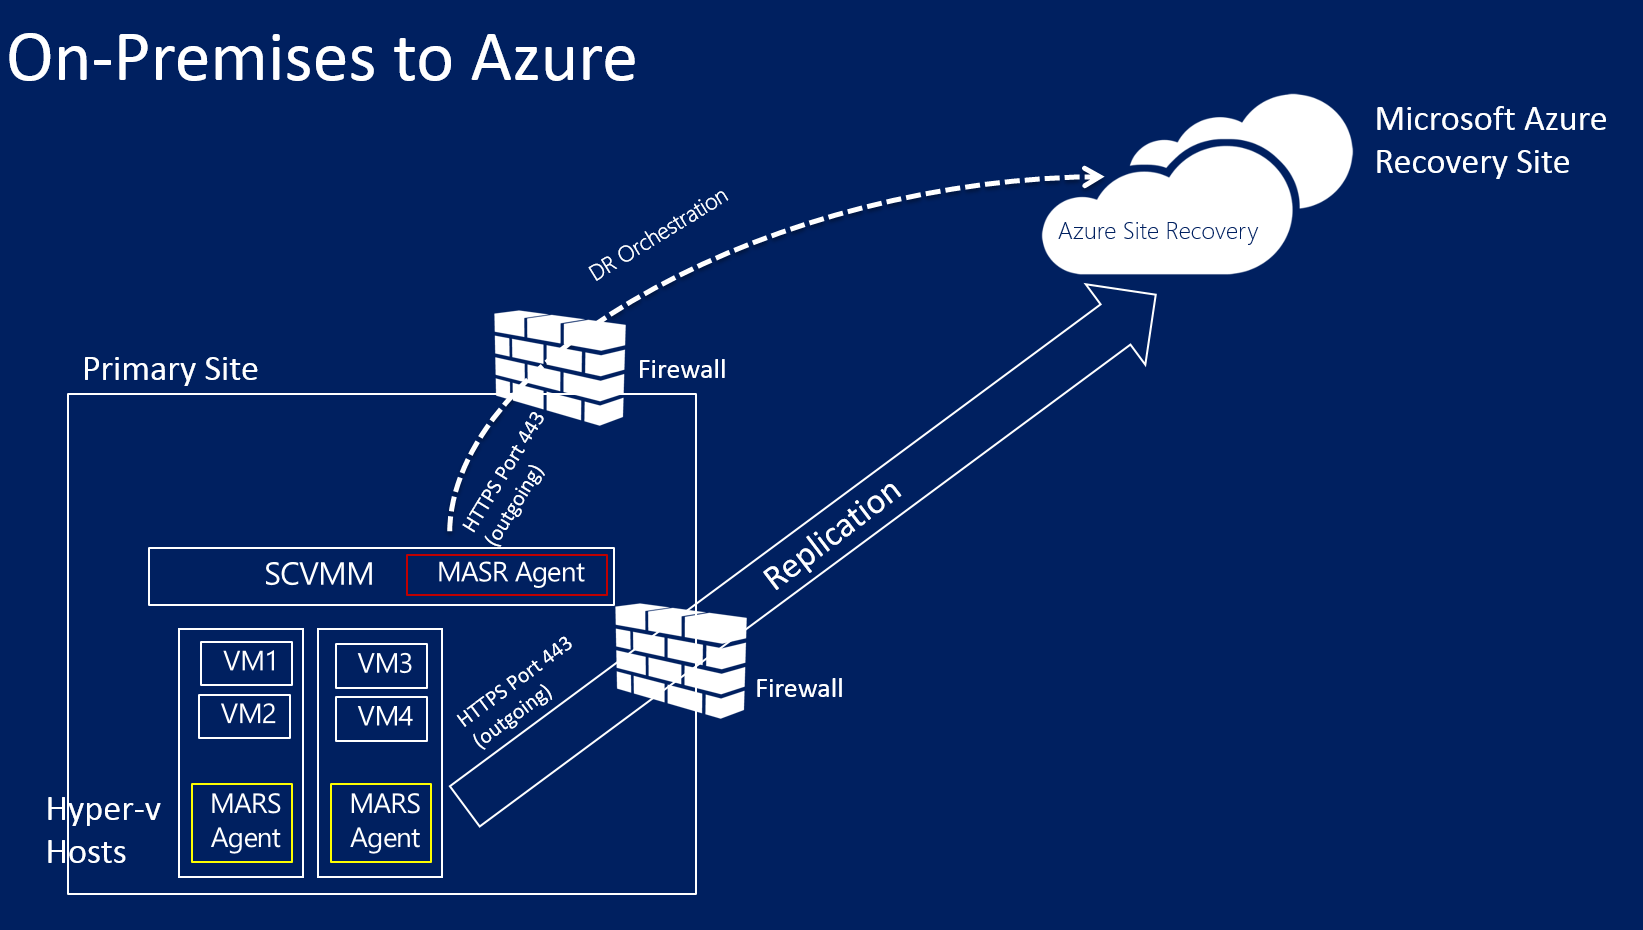 On-Premises to Azure
Microsoft Azure
Recovery Site
Azure Site Recovery
DR Orchestration
Primary Site
Firewall
HTTPS Port 443
(outgoing)
SCVMM
MASR Agent
Replication
VM1
VM2
VM3
VM4
HTTPS Port 443
(outgoing)
Firewall
Hyper-v
Hosts
MARS
Agent
MARS
Agent